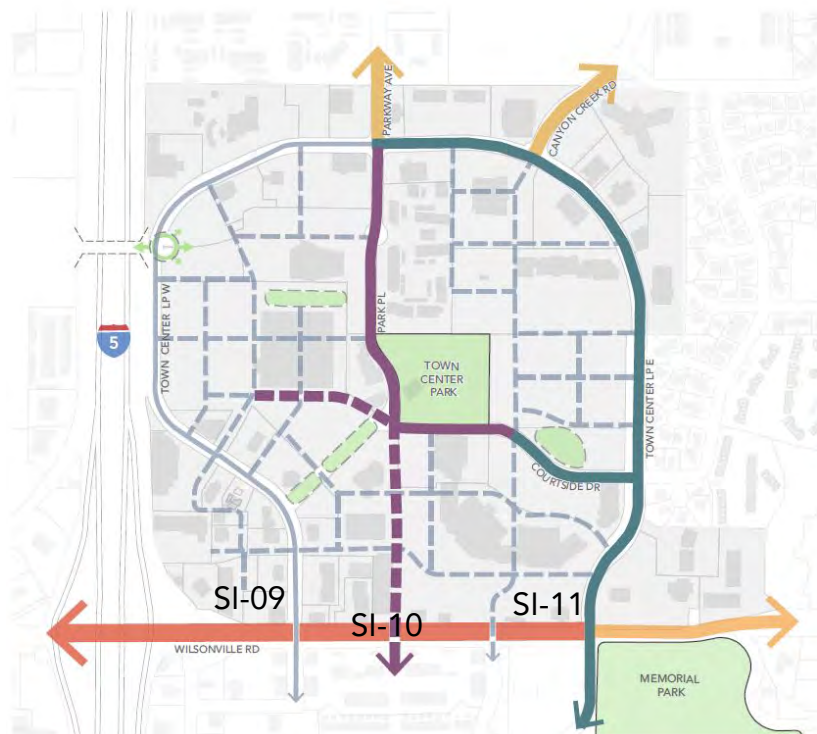 PARKWAY AVE
CANYON CREEK RD
TOWN CENTER LP W
5
PARK PL
TOWN
CENTER
PARK
TOWN CENTER LP E
COURTSIDE DR
SI-09
SI-10
SI-11
WILSONVILLE RD
MEMORIAL
PARK